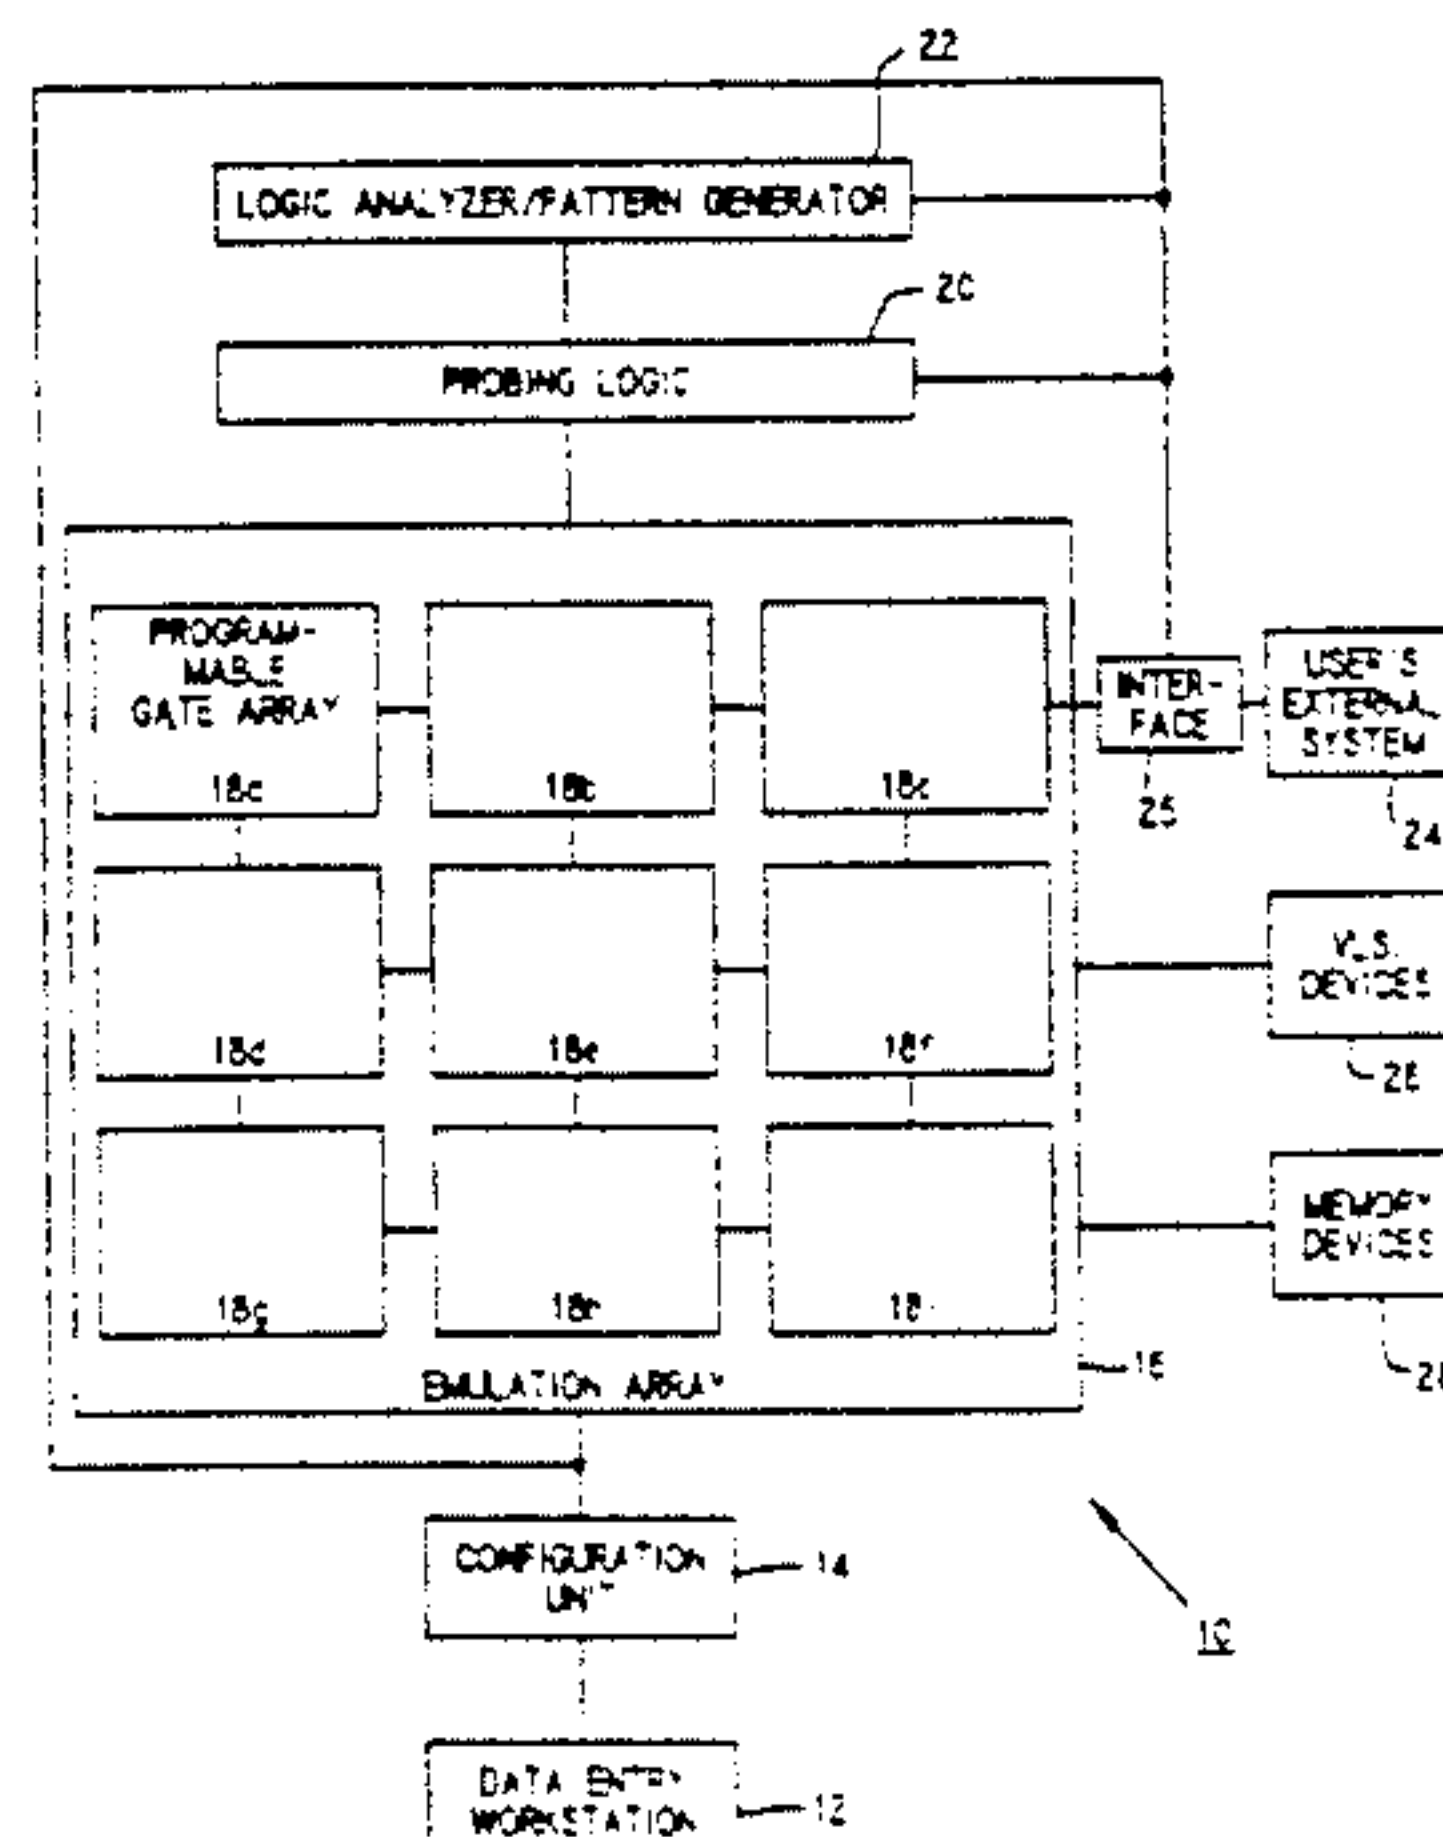 22
LOGIC ANALYZER/PATTERN GENERATOR
20
PROBING LOGIC
PROGRAM-
MABLE
GATE ARRAY
18b
18c
INTER-
FACE
25
USER'S
EXTERNAL
SYSTEM
24
18d
18e
18f
DEVICES
18g
18h
18
MEMORY
DEVICES
EMULATION ARRAY
CONFIGURATION
UNIT
14
10
DATA ENTRY
WORKSTATION
12